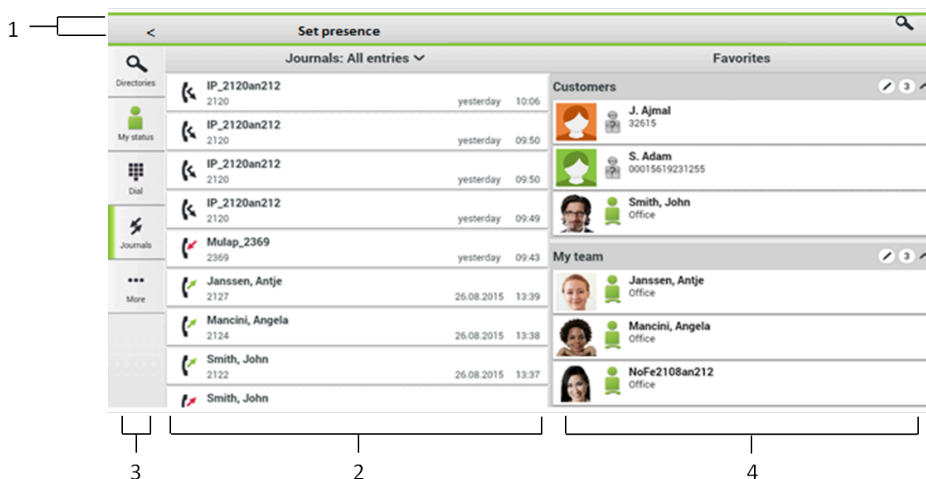 1
< Set presence
Directories
My status
Dial
Journals
More
Journals: All entries
IP_2120an212
2120 yesterday 10:06
IP_2120an212
2120 yesterday 09:50
IP_2120an212
2120 yesterday 09:50
IP_2120an212
2120 yesterday 09:49
Mulap_2369
2369 yesterday 09:43
Janssen, Antje
2127 26.08.2015 13:39
Mancini, Angela
2124 26.08.2015 13:38
Smith, John
2122 26.08.2015 13:37
Smith, John
Favorites
Customers 3
J. Ajmal
32615
S. Adam
00015619231255
Smith, John
Office
My team 3
Janssen, Antje
Office
Mancini, Angela
Office
NoFe2108an212
Office
3 2 4